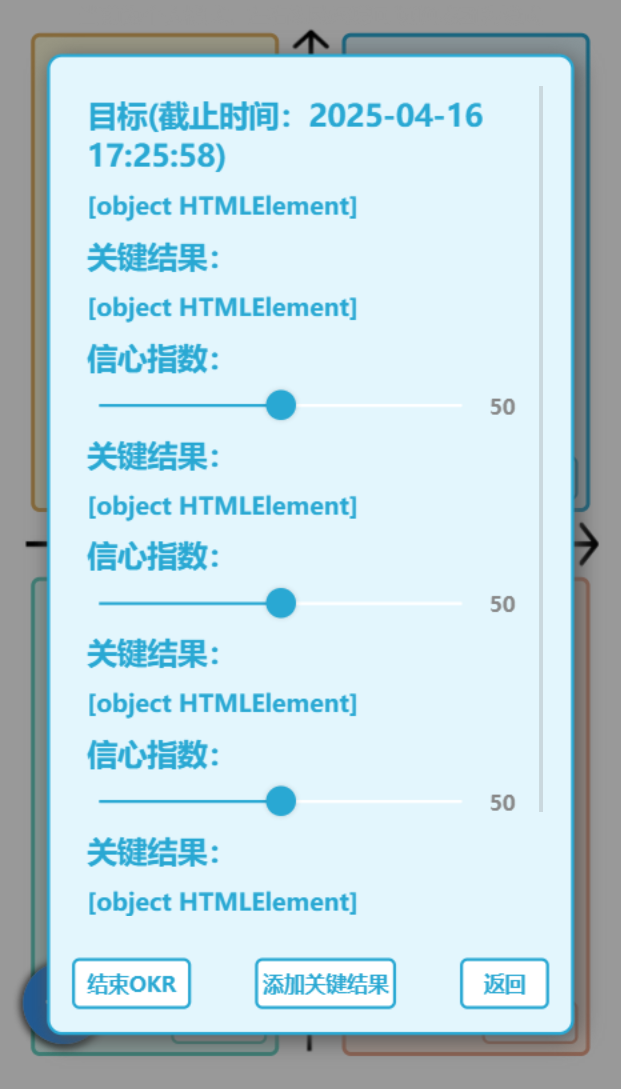 目标(截止时间：2025-04-16
17:25:58)
[object HTMLElement]
关键结果：
[object HTMLElement]
信心指数：
50
关键结果：
[object HTMLElement]
信心指数：
50
关键结果：
[object HTMLElement]
信心指数：
50
关键结果：
[object HTMLElement]
结束OKR 添加关键结果 返回